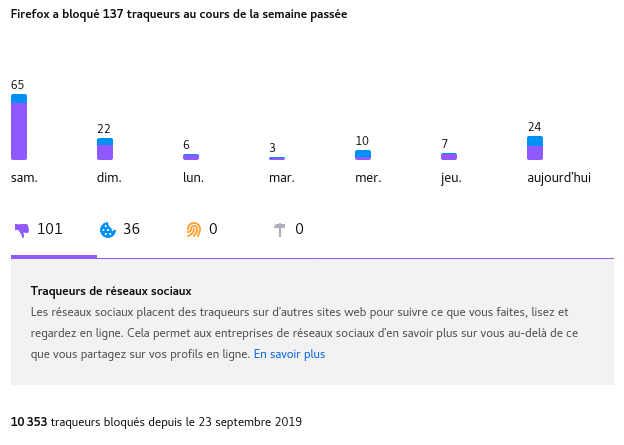 Firefox a bloqué 137 traqueurs au cours de la semaine passée
65
22
6
3
10
7
24
sam.
dim.
lun.
mar.
mer.
jeu.
aujourd'hui
101
36
0
0
Traqueurs de réseaux sociaux
Les réseaux sociaux placent des traqueurs sur d'autres sites web pour suivre ce que vous faites, lisez et
regardez en ligne. Cela permet aux entreprises de réseaux sociaux d'en savoir plus sur vous au-delà de ce
que vous partagez sur vos profils en ligne. En savoir plus
10 353 traqueurs bloqués depuis le 23 septembre 2019